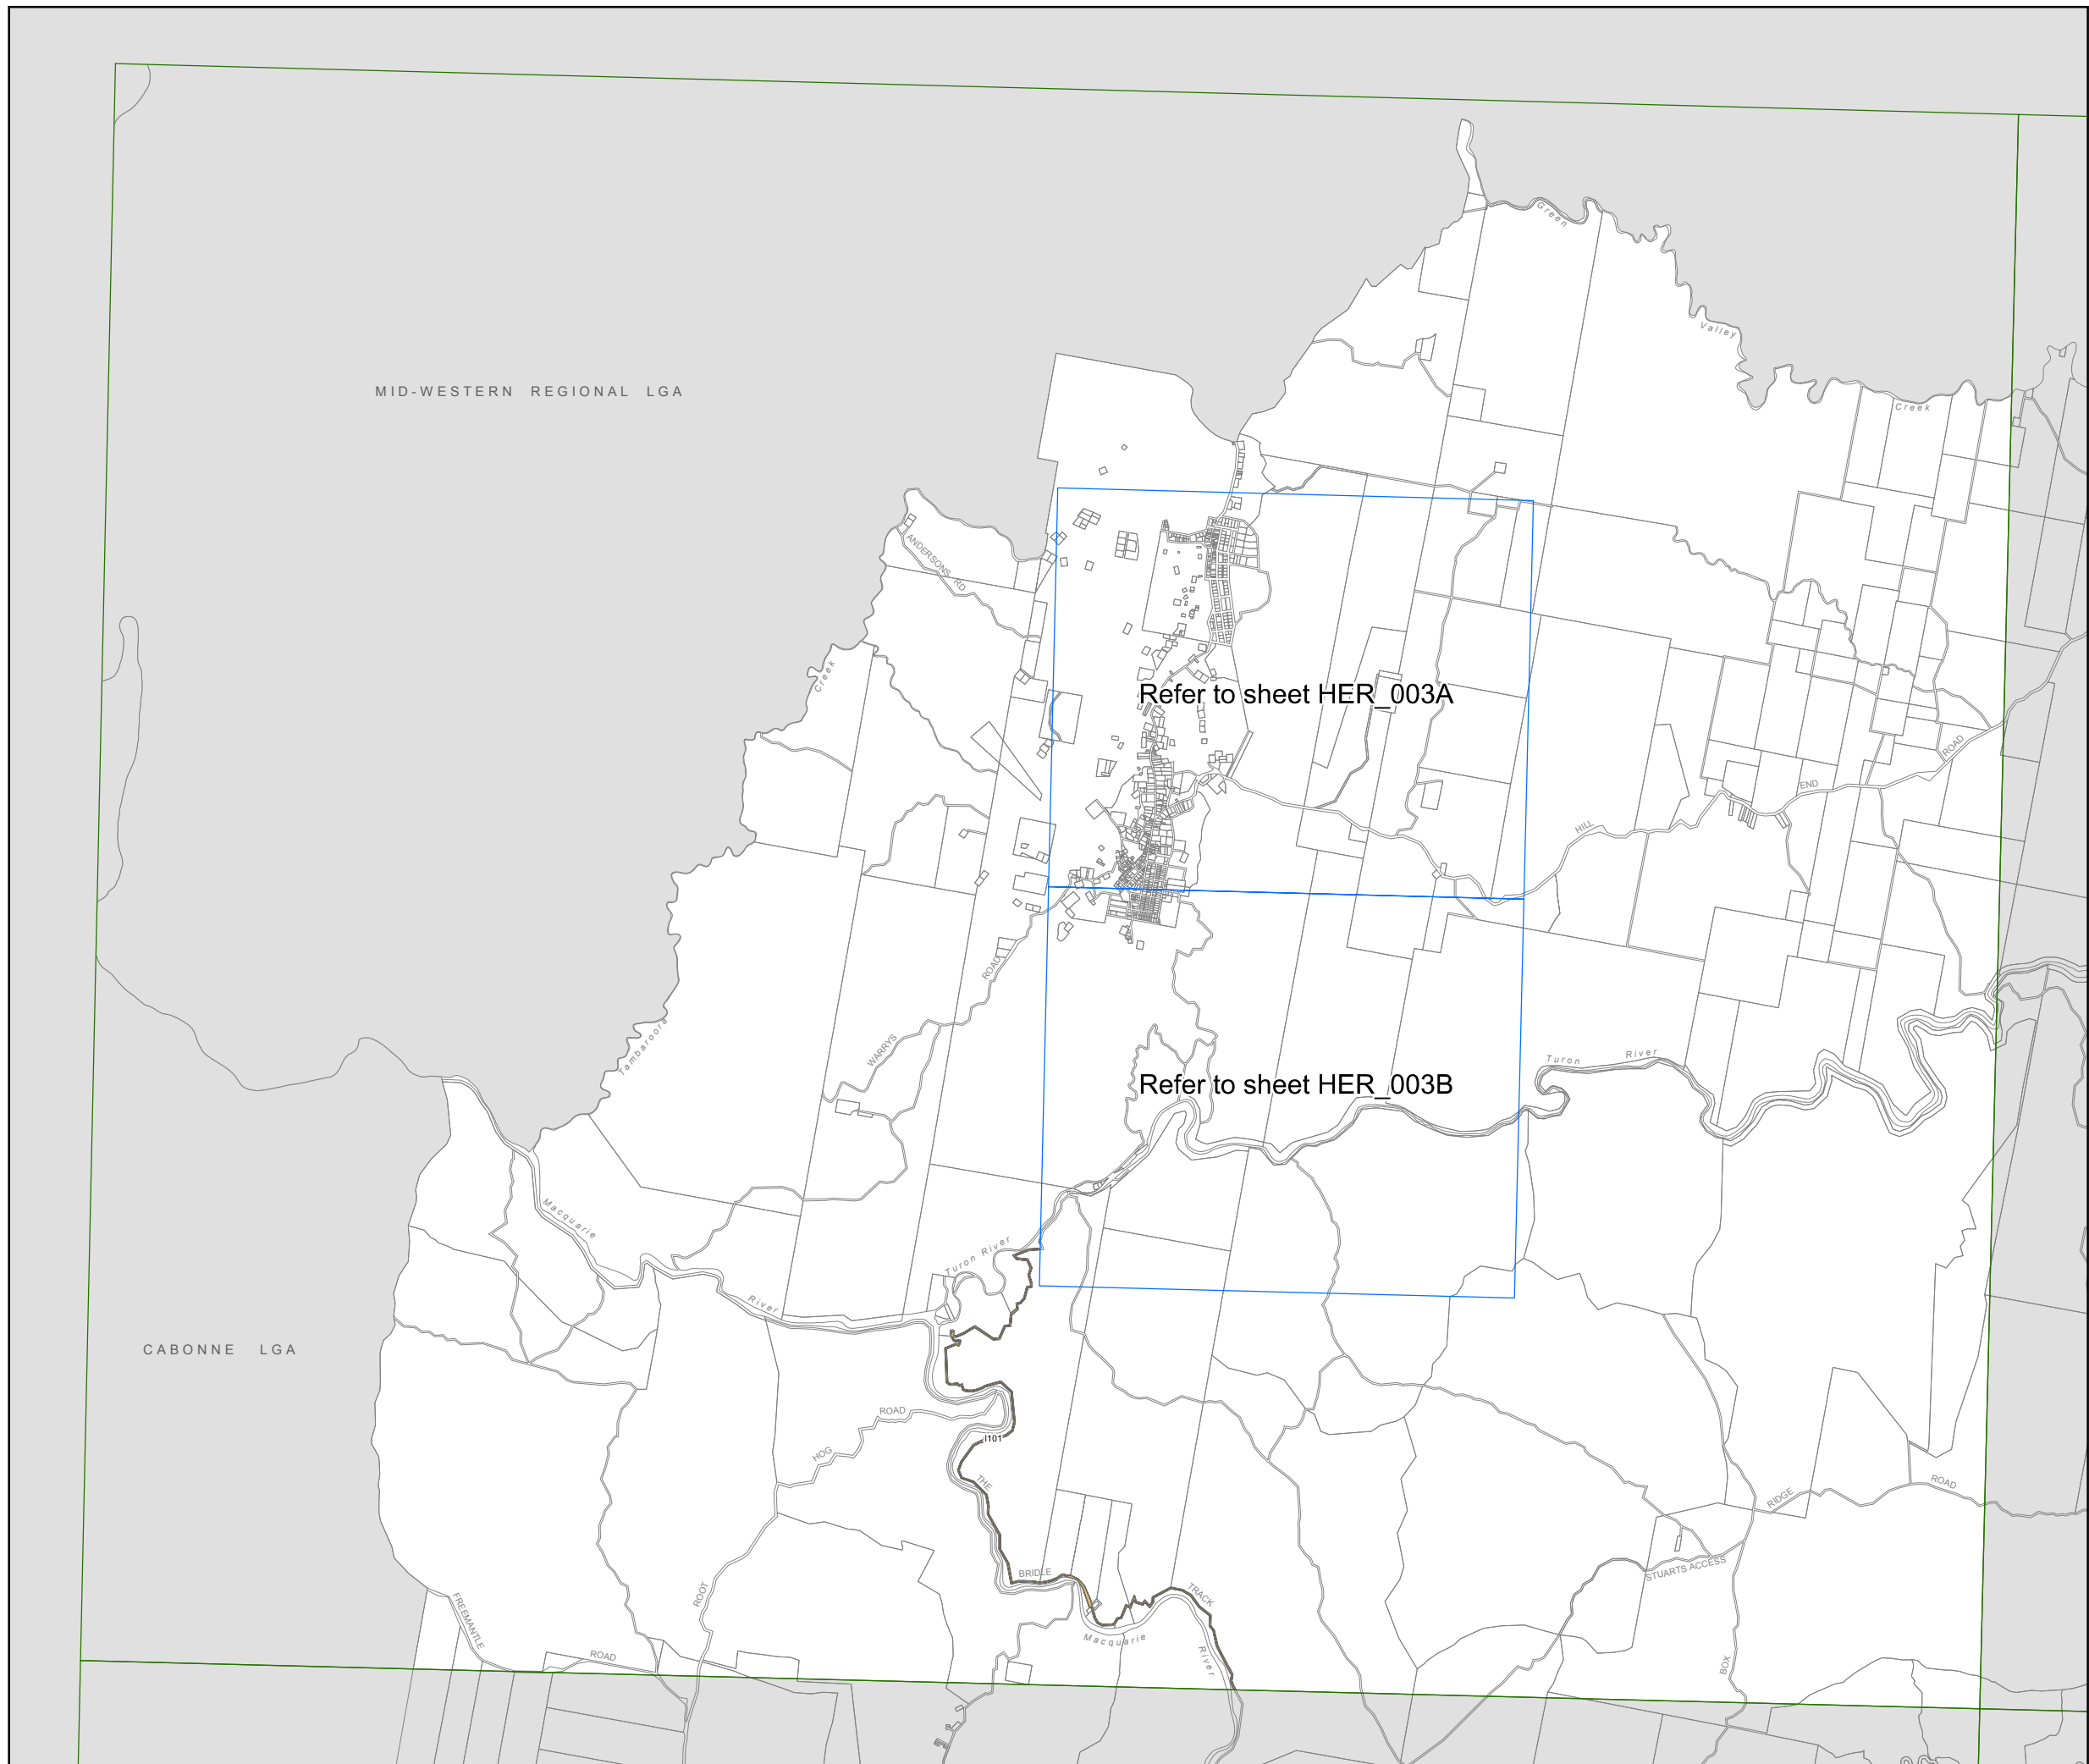 Green
Valley
MID-WESTERN REGIONAL LGA
Creek
ANDERSONS RD
Creek
Refer to sheet HER_003A
ROAD
END
HILL
ROAD
Tambaroora
WARRYS
Turon River
Refer to sheet HER_003B
Macquarie
Turon River
River
CABONNE LGA
ROAD
I101
HOG
THE
RIDGE
ROAD
BRIDLE
STUARTS ACCESS
TRACK
ROOT
FREEMANTLE
Macquarie
River
ROAD
BOX